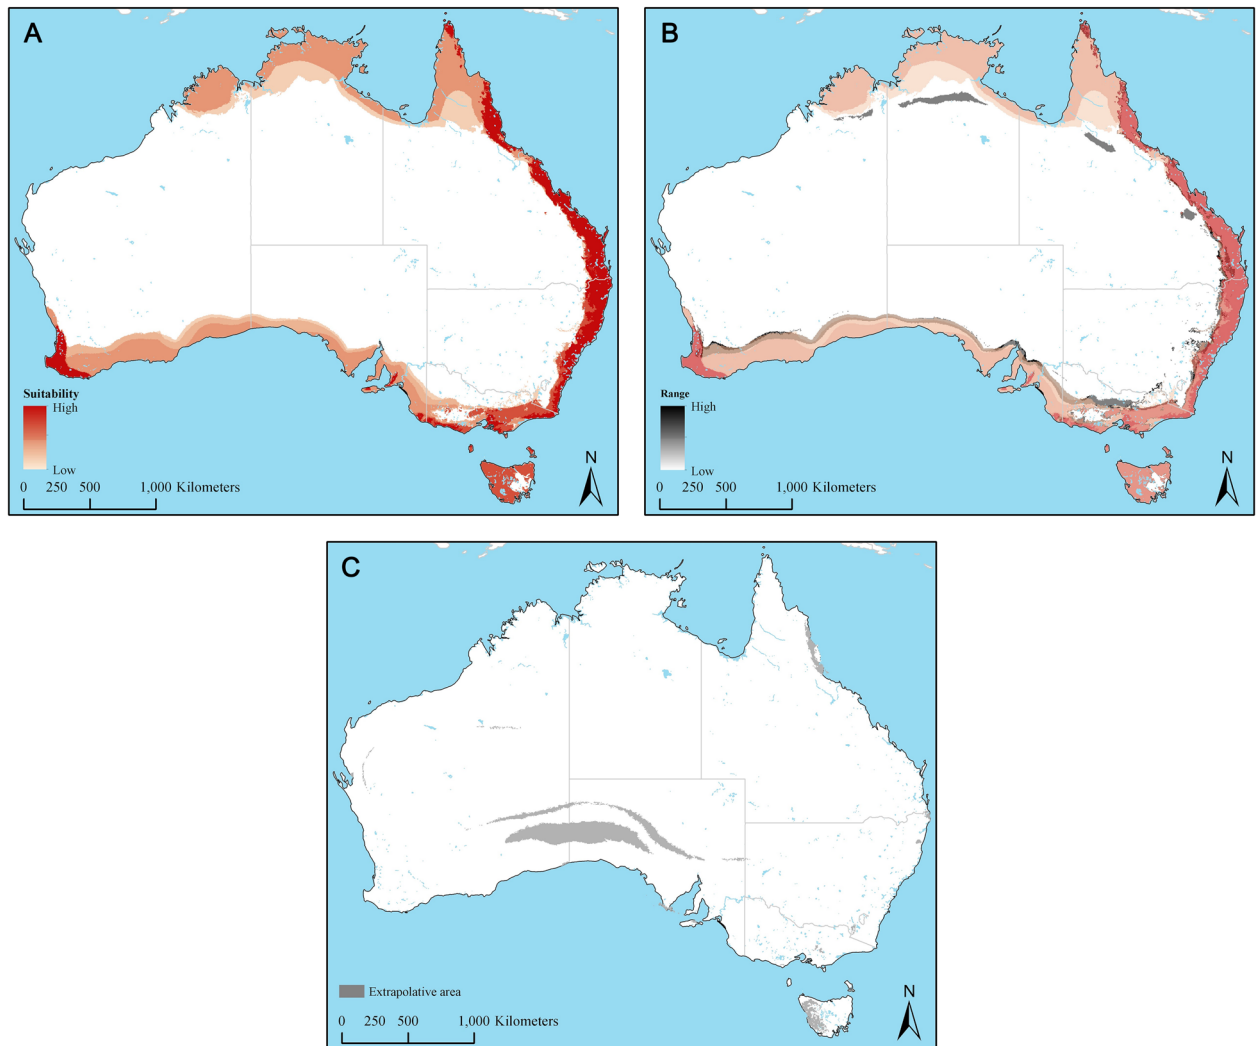 A
Suitability
High
Low
0 250 500 1,000 Kilometers
N
B
Range
High
Low
0 250 500 1,000 Kilometers
N
C
Extrapolative area
0 250 500 1,000 Kilometers
N